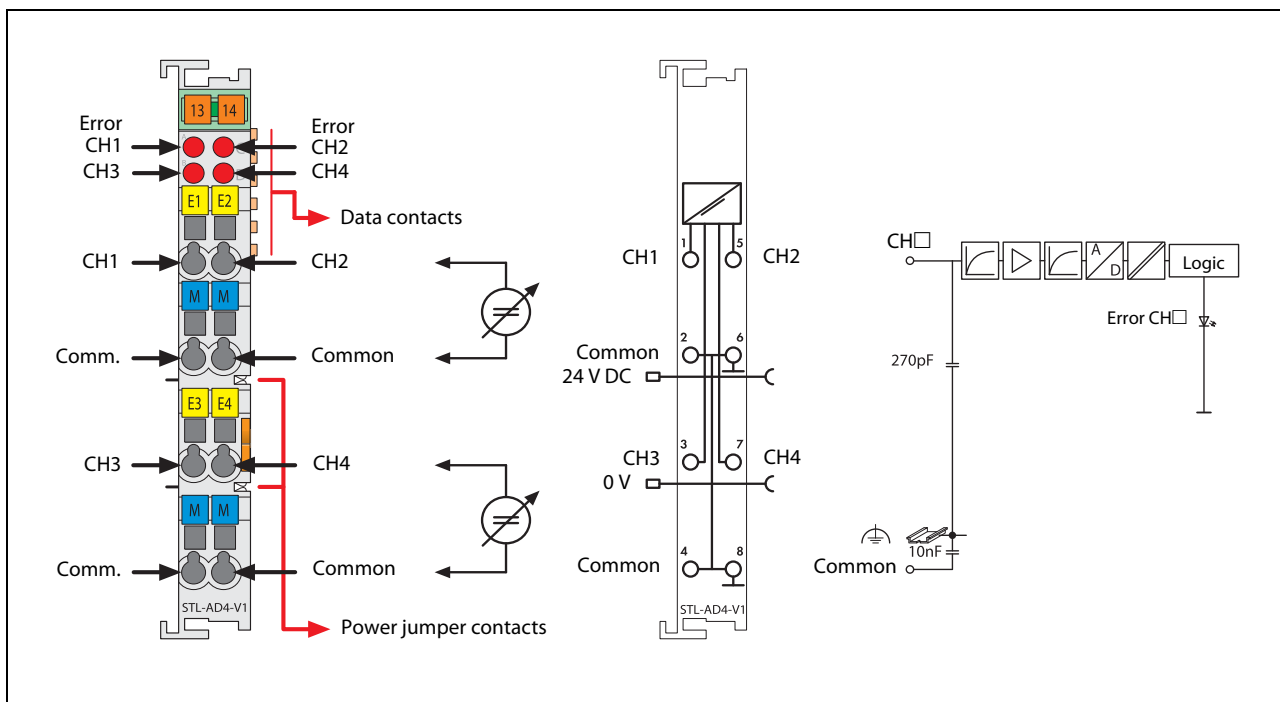 13 14
Error
CH1
Error
CH2
CH3
CH4
E1 E2
Data contacts
CH1
CH2
M M
Comm.
Common
E3 E4
CH3
CH4
M M
Comm.
Common
STL-AD4-V1
Power jumper contacts
1 5
CH1
CH2
2 6
Common
24 V DC
3 7
CH3
CH4
0 V
4 8
Common
STL-AD4-V1
CH□
A
D
Logic
Error CH□
270pF
10nF
Common